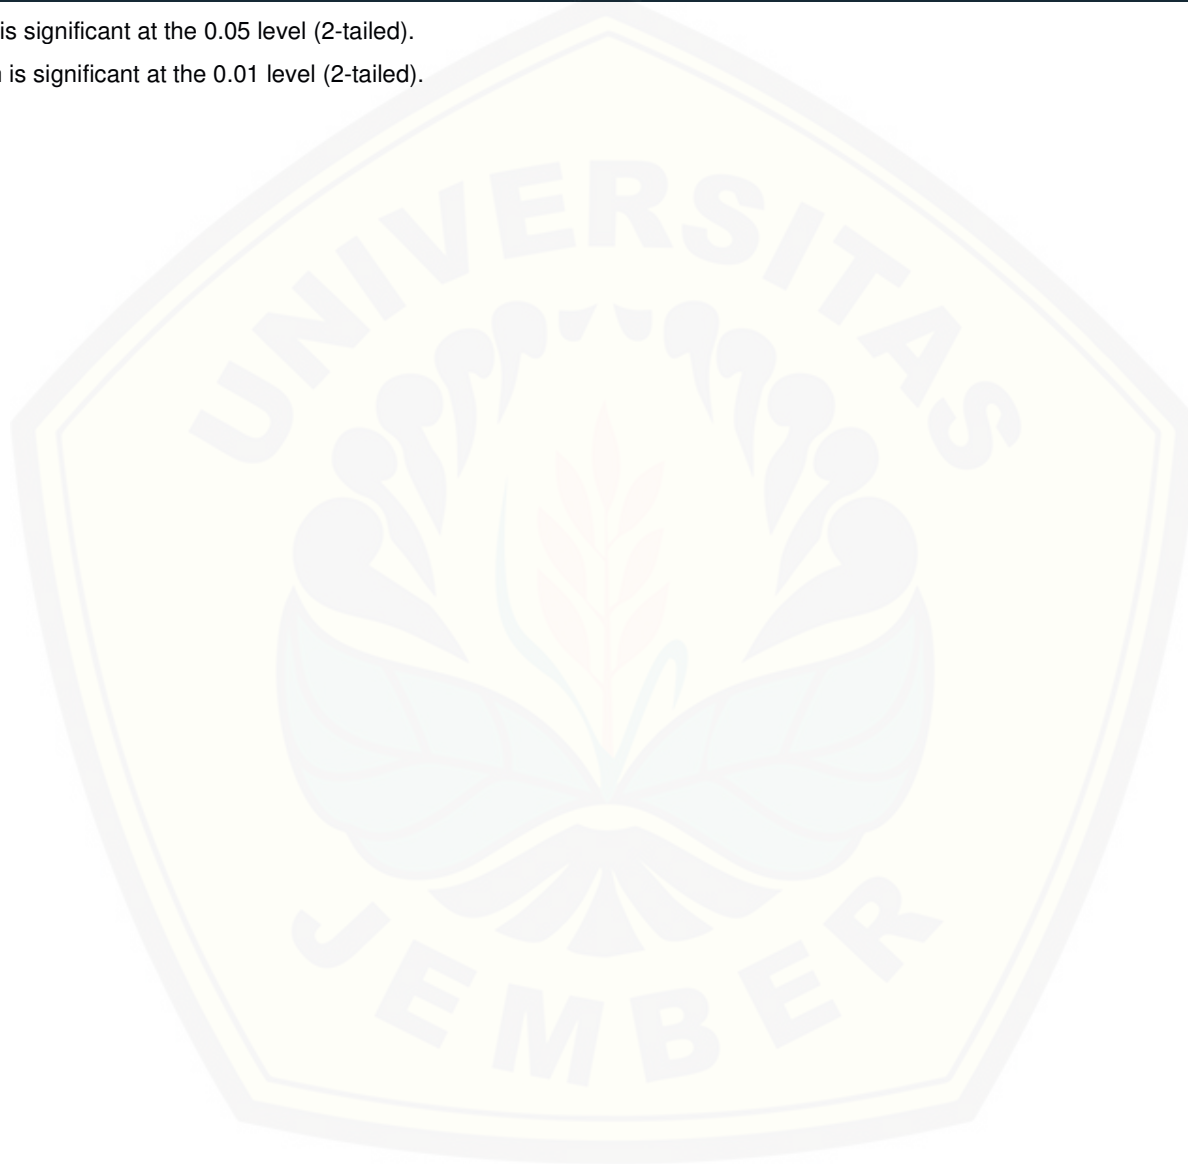 is significant at the 0.05 level (2-tailed).
is significant at the 0.01 level (2-tailed).
UNIVERSITAS
JEMBER